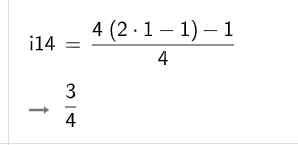 i14 = (4 (2 · 1 − 1) − 1) / 4
→ 3/4